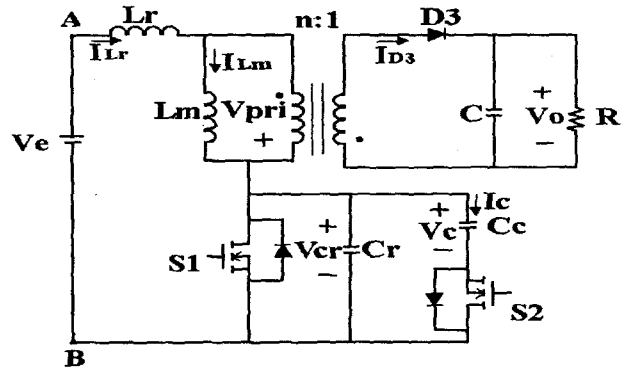 A Lr n:1 D3
ILr ILm ID3
Lm Vpri + C + Vo - R
Ve
Ic
S1 + Vcr - Cr + Vc - Cc
S2
B